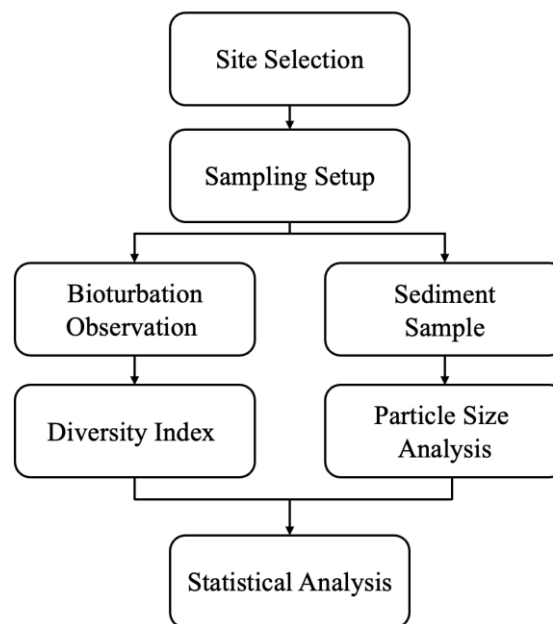 Site Selection
Sampling Setup
Bioturbation
Observation
Sediment
Sample
Diversity Index
Particle Size
Analysis
Statistical Analysis